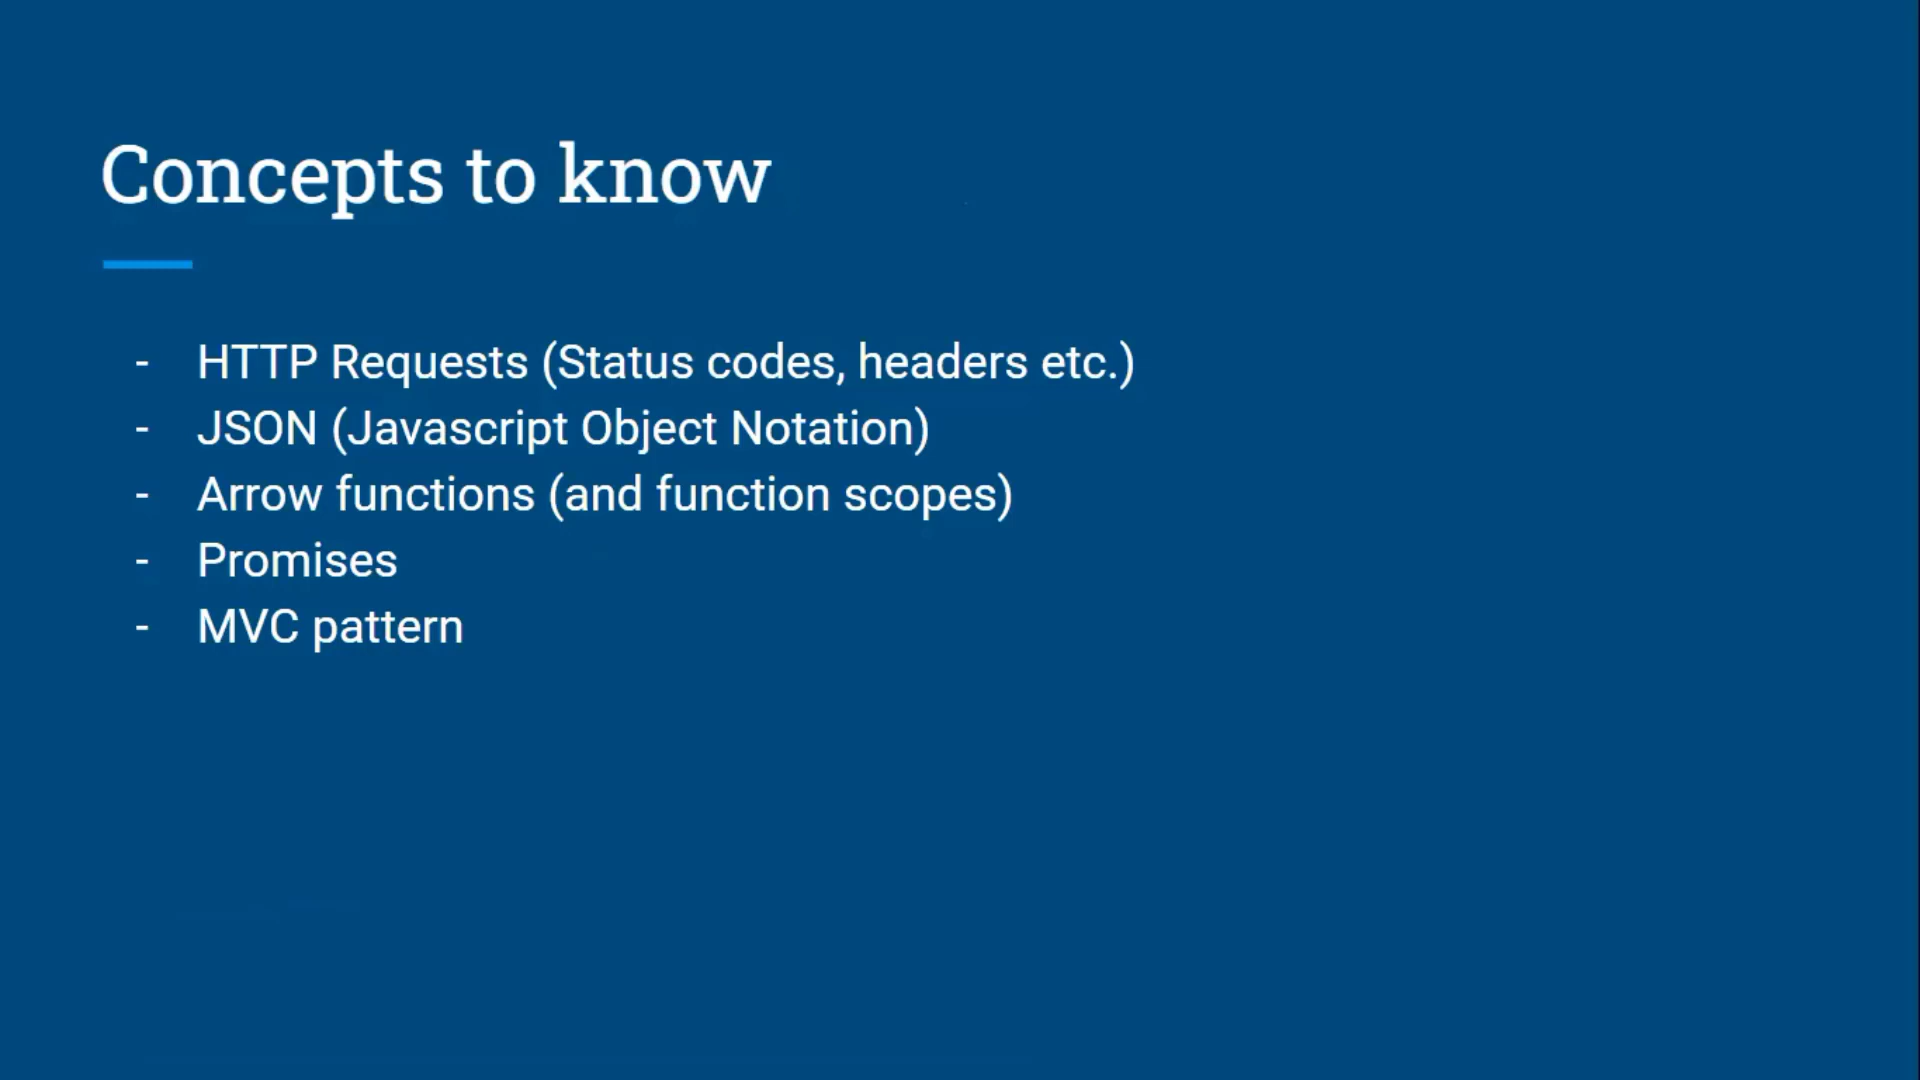 Concepts to know
- HTTP Requests (Status codes, headers etc.)
- JSON (Javascript Object Notation)
- Arrow functions (and function scopes)
- Promises
- MVC pattern